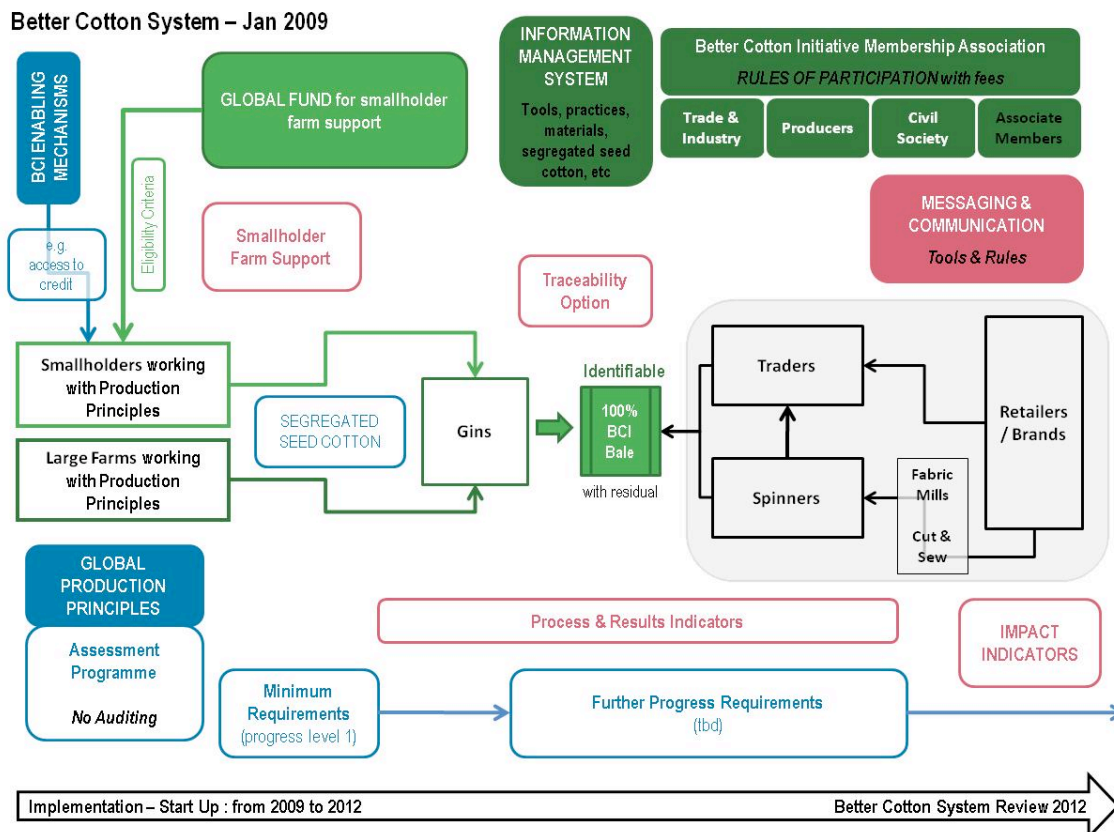 Better Cotton System – Jan 2009
BCI ENABLING
MECHANISMS
e.g.
access to
credit
Eligibility Criteria
GLOBAL FUND for smallholder
farm support
Smallholder
Farm Support
INFORMATION
MANAGEMENT
SYSTEM
Tools, practices,
materials,
segregated seed
cotton, etc
Better Cotton Initiative Membership Association
RULES OF PARTICIPATION with fees
Trade &
Industry
Producers
Civil
Society
Associate
Members
MESSAGING &
COMMUNICATION
Tools & Rules
Traceability
Option
Smallholders working
with Production
Principles
Large Farms working
with Production
Principles
SEGREGATED
SEED COTTON
Gins
Identifiable
100%
BCI
Bale
with residual
Traders
Spinners
Retailers
/ Brands
Fabric
Mills
Cut &
Sew
GLOBAL
PRODUCTION
PRINCIPLES
Assessment
Programme
No Auditing
Process & Results Indicators
IMPACT
INDICATORS
Minimum
Requirements
(progress level 1)
Further Progress Requirements
(tbd)
Implementation – Start Up : from 2009 to 2012
Better Cotton System Review 2012